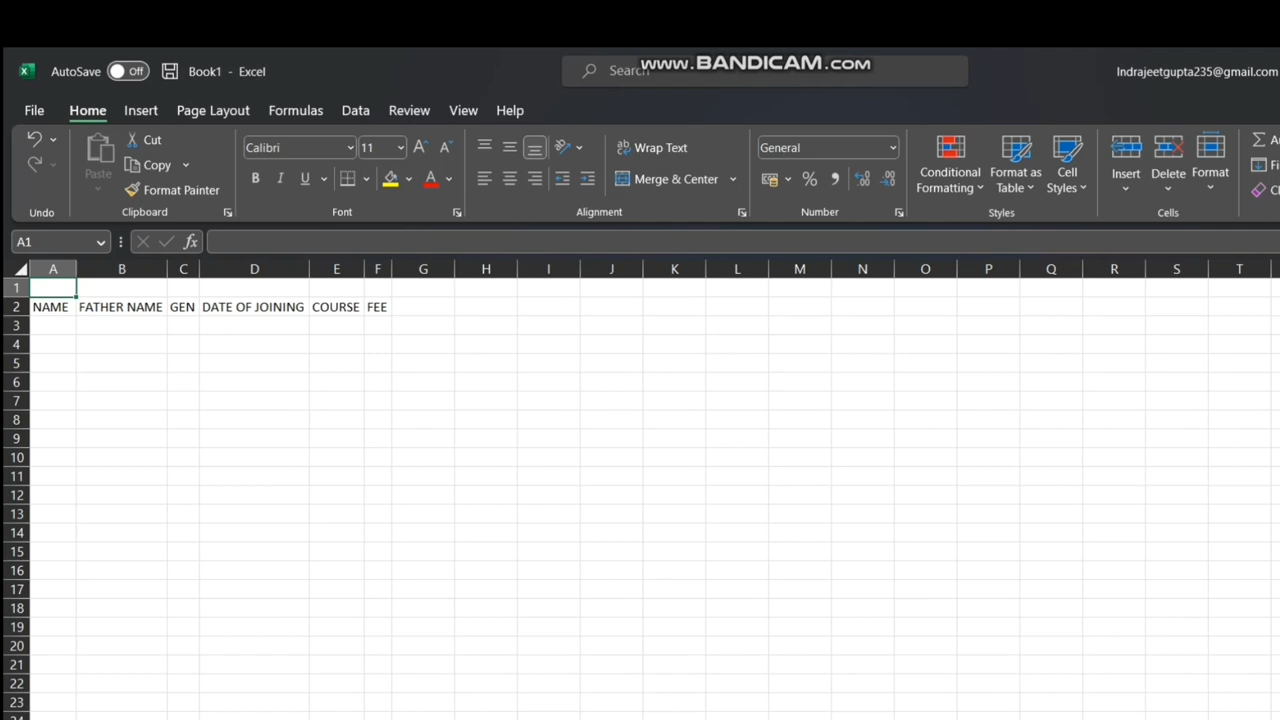 www.BANDICAM.com
AutoSave Off Book1 - Excel Search Indrajeetgupta235@gmail.com
File Home Insert Page Layout Formulas Data Review View Help
Paste Cut
Copy
Format Painter
Calibri 11
B I U A
Wrap Text
Merge & Center
General
%
Conditional Formatting
Format as Table
Cell Styles
Insert Delete Format
Undo Clipboard Font Alignment Number Styles Cells
A1 fx
A B C D E F G H I J K L M N O P Q R S T
1
2 NAME FATHER NAME GEN DATE OF JOINING COURSE FEE
3
4
5
6
7
8
9
10
11
12
13
14
15
16
17
18
19
20
21
22
23